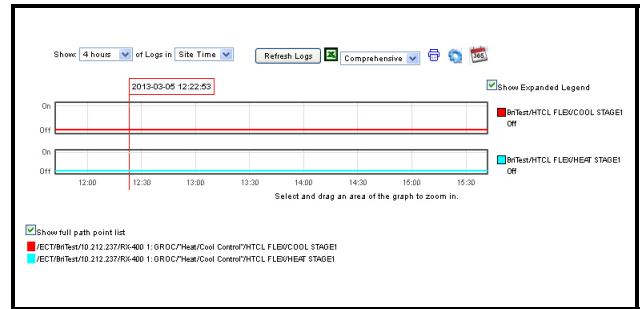 Show: 4 hours of Logs in Site Time Refresh Logs Comprehensive 365
2013-03-05 12:22:53
Show Expanded Legend
On
Off
BriTest/HTCL FLEX/COOL STAGE1
Off
On
Off
BriTest/HTCL FLEX/HEAT STAGE1
Off
12:00 12:30 13:00 13:30 14:00 14:30 15:00 15:30
Select and drag an area of the graph to zoom in.
Show full path point list
/ECT/BriTest/10.212.237/RX-400 1: GROC/"Heat/Cool Control"/HTCL FLEX/COOL STAGE1
/ECT/BriTest/10.212.237/RX-400 1: GROC/"Heat/Cool Control"/HTCL FLEX/HEAT STAGE1